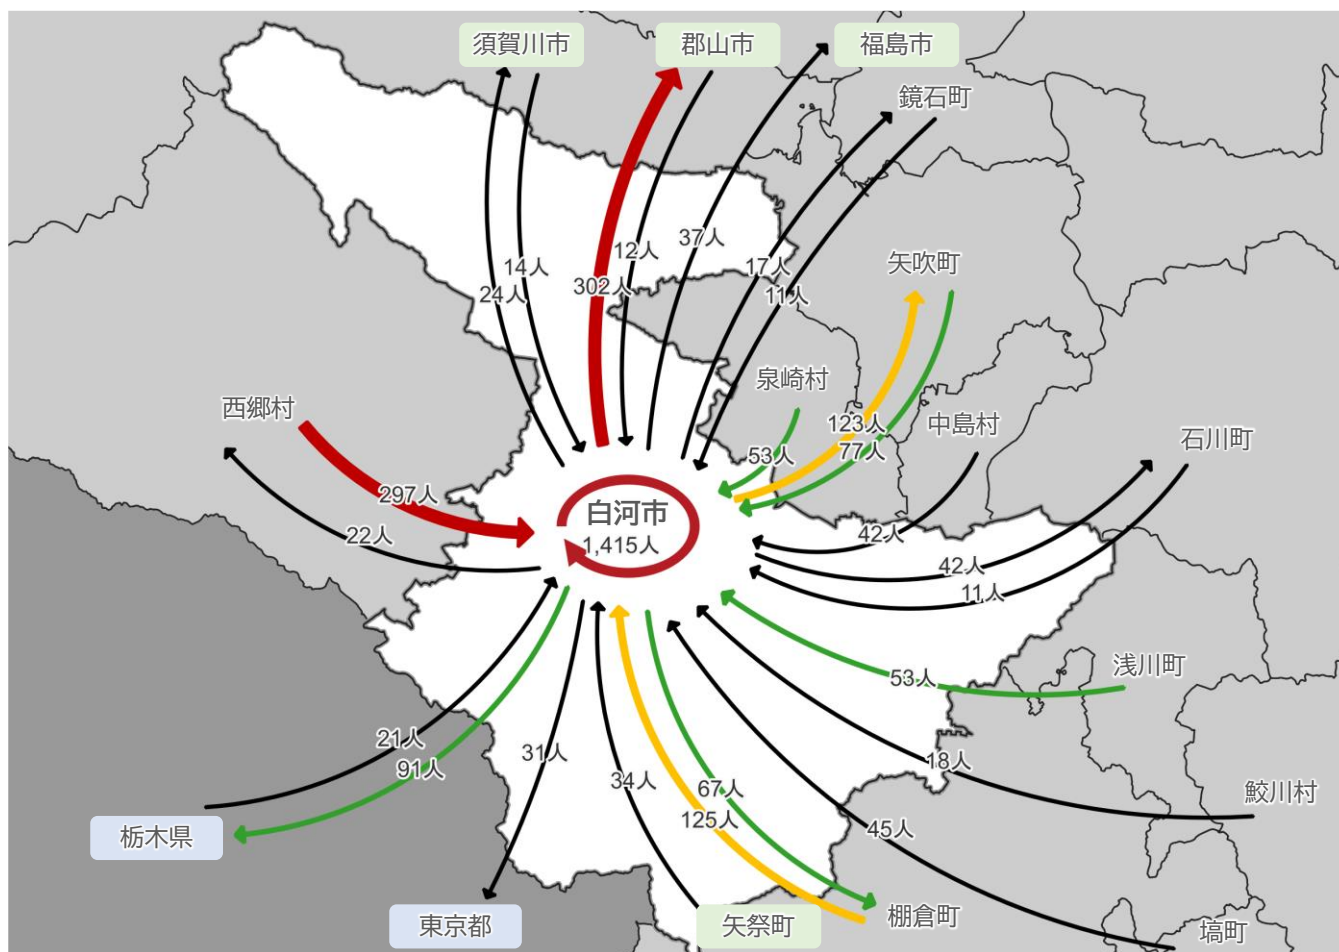 須賀川市
郡山市
福島市
鏡石町
14人
24人
12人
302人
37人
17人
11人
矢吹町
泉崎村
西郷村
123人
77人
中島村
石川町
53人
297人
22人
白河市
1,415人
42人
42人
11人
53人
浅川町
21人
91人
31人
34人
67人
125人
18人
45人
鮫川村
栃木県
東京都
矢祭町
棚倉町
塙町